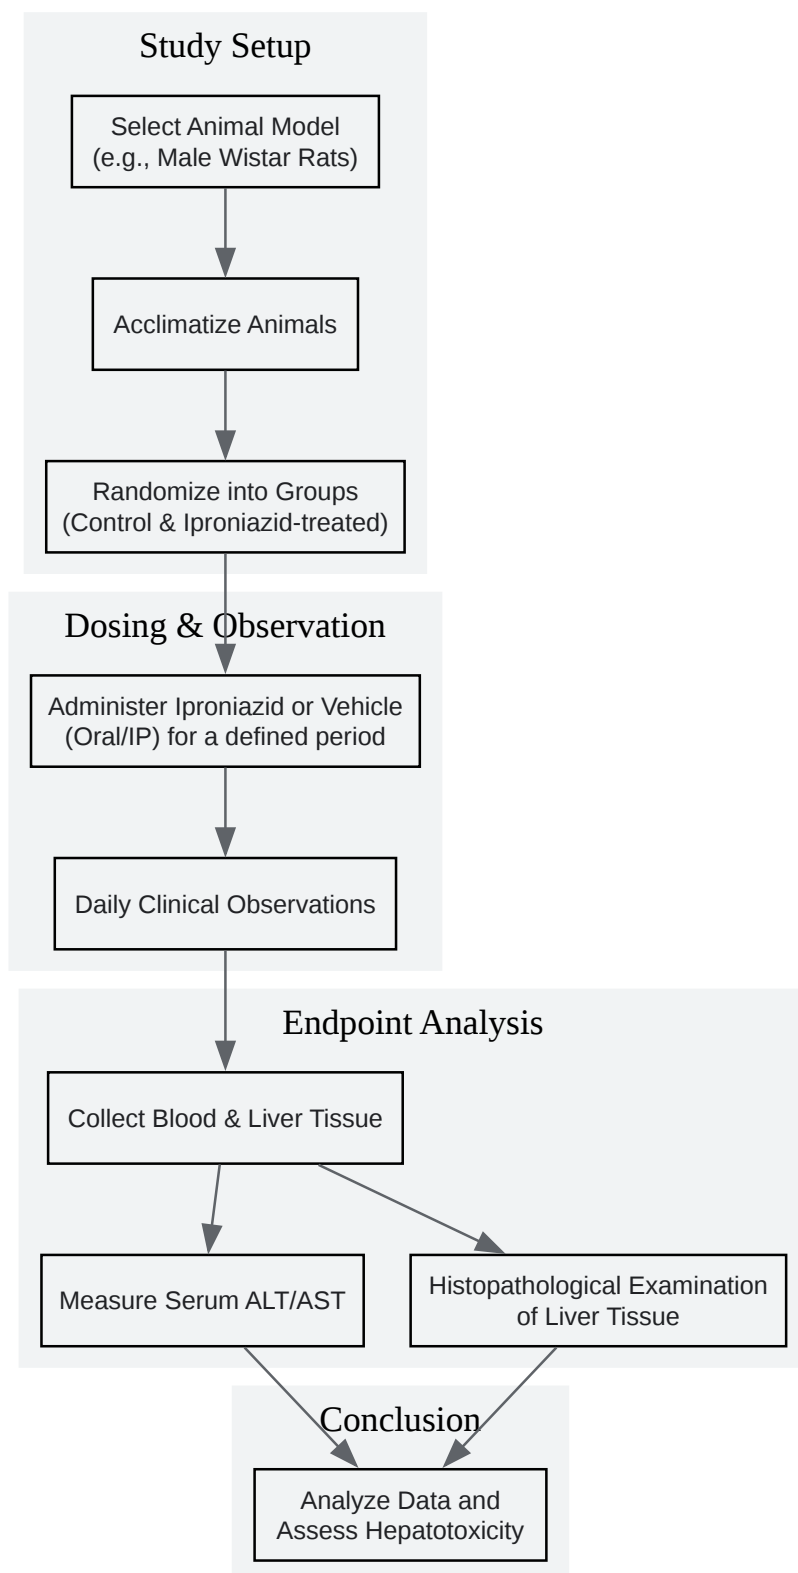 Study Setup
Select Animal Model
(e.g., Male Wistar Rats)
Acclimatize Animals
Randomize into Groups
(Control & Iproniazid-treated)
Dosing & Observation
Administer Iproniazid or Vehicle
(Oral/IP) for a defined period
Daily Clinical Observations
Endpoint Analysis
Collect Blood & Liver Tissue
Measure Serum ALT/AST
Histopathological Examination
of Liver Tissue
Conclusion
Analyze Data and
Assess Hepatotoxicity